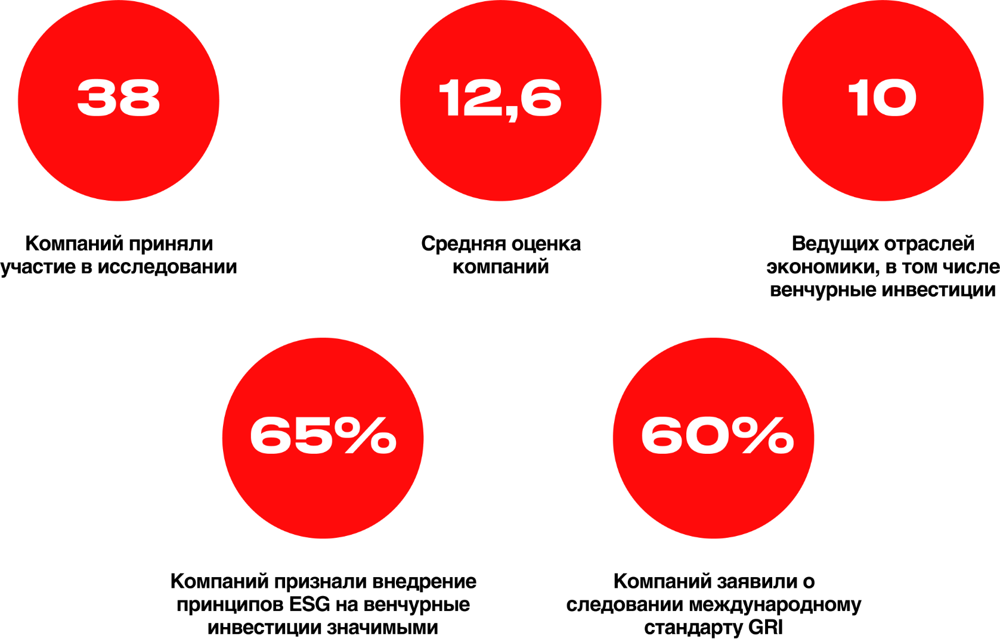 38
12,6
10
Компаний приняли
участие в исследовании
Средняя оценка
компаний
Ведущих отраслей
экономики, в том числе
венчурные инвестиции
65%
60%
Компаний признали внедрение
принципов ESG на венчурные
инвестиции значимыми
Компаний заявили о
следовании международному
стандарту GRI